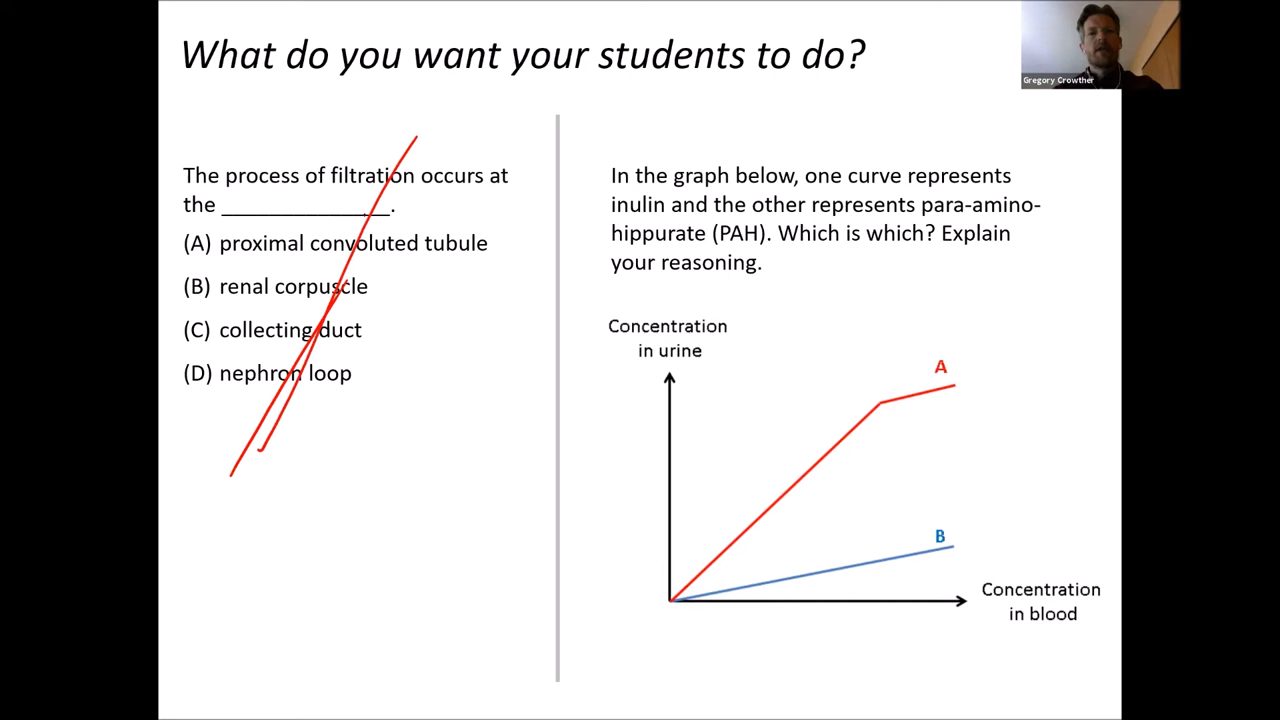 What do you want your students to do?
Gregory Crowther
The process of filtration occurs at
the ______________.
(A) proximal convoluted tubule
(B) renal corpuscle
(C) collecting duct
(D) nephron loop
In the graph below, one curve represents
inulin and the other represents para-amino-
hippurate (PAH). Which is which? Explain
your reasoning.
Concentration
in urine
A
B
Concentration
in blood